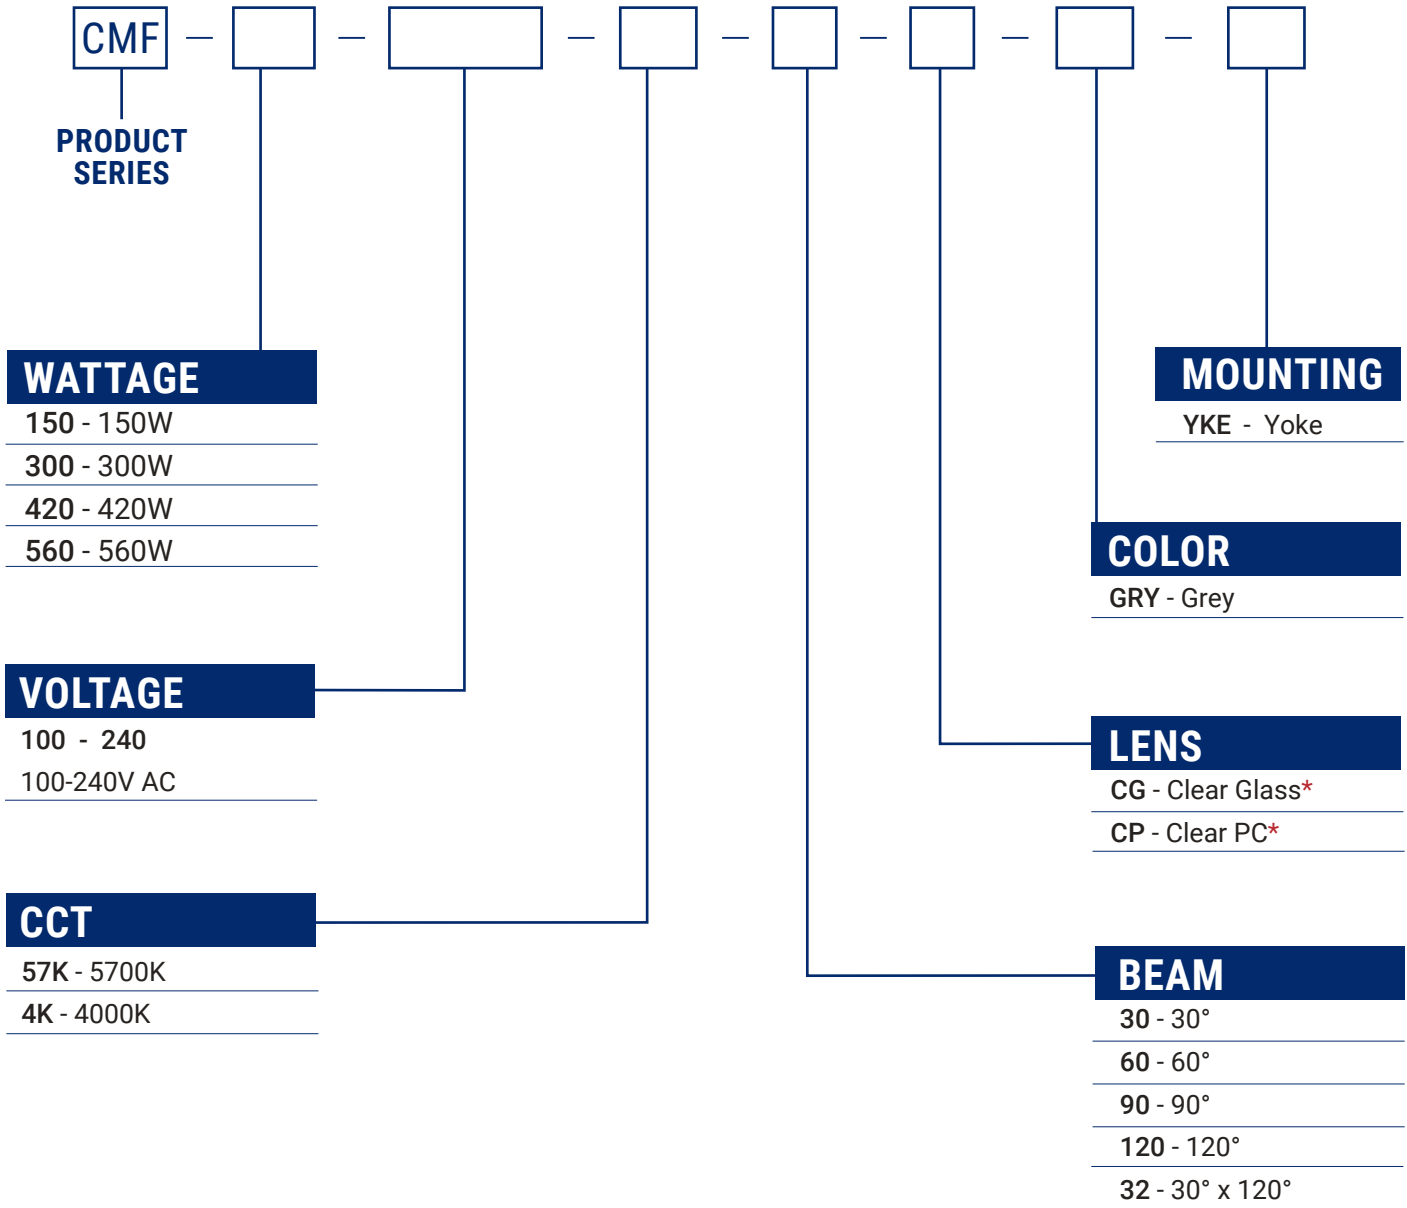 CMF — — — — — — —
PRODUCT
SERIES
WATTAGE
150 - 150W
300 - 300W
420 - 420W
560 - 560W
VOLTAGE
100 - 240
100-240V AC
CCT
57K - 5700K
4K - 4000K
MOUNTING
YKE - Yoke
COLOR
GRY - Grey
LENS
CG - Clear Glass*
CP - Clear PC*
BEAM
30 - 30°
60 - 60°
90 - 90°
120 - 120°
32 - 30° x 120°